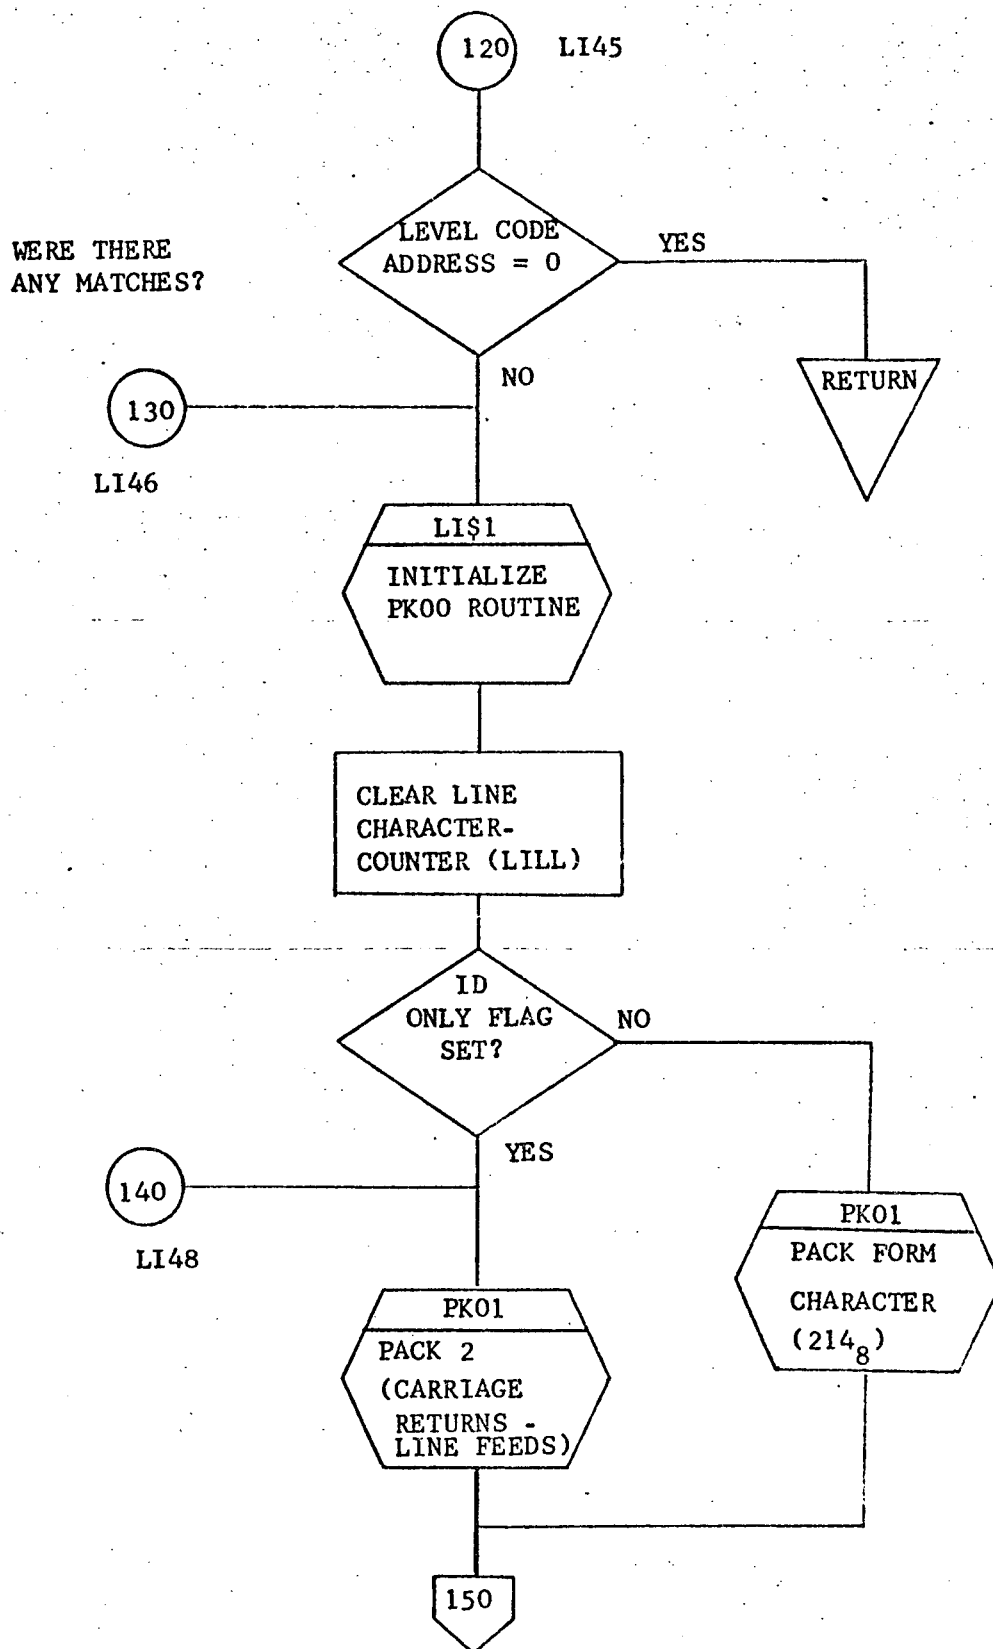 120 LI45
WERE THERE
ANY MATCHES?
LEVEL CODE
ADDRESS = 0
YES
NO
RETURN
130
LI46
LI$1
INITIALIZE
PK00 ROUTINE
CLEAR LINE
CHARACTER-
COUNTER (LILL)
ID
ONLY FLAG
SET?
NO
YES
140
LI48
PK01
PACK FORM
CHARACTER
(214₈)
PK01
PACK 2
(CARRIAGE
RETURNS -
LINE FEEDS)
150